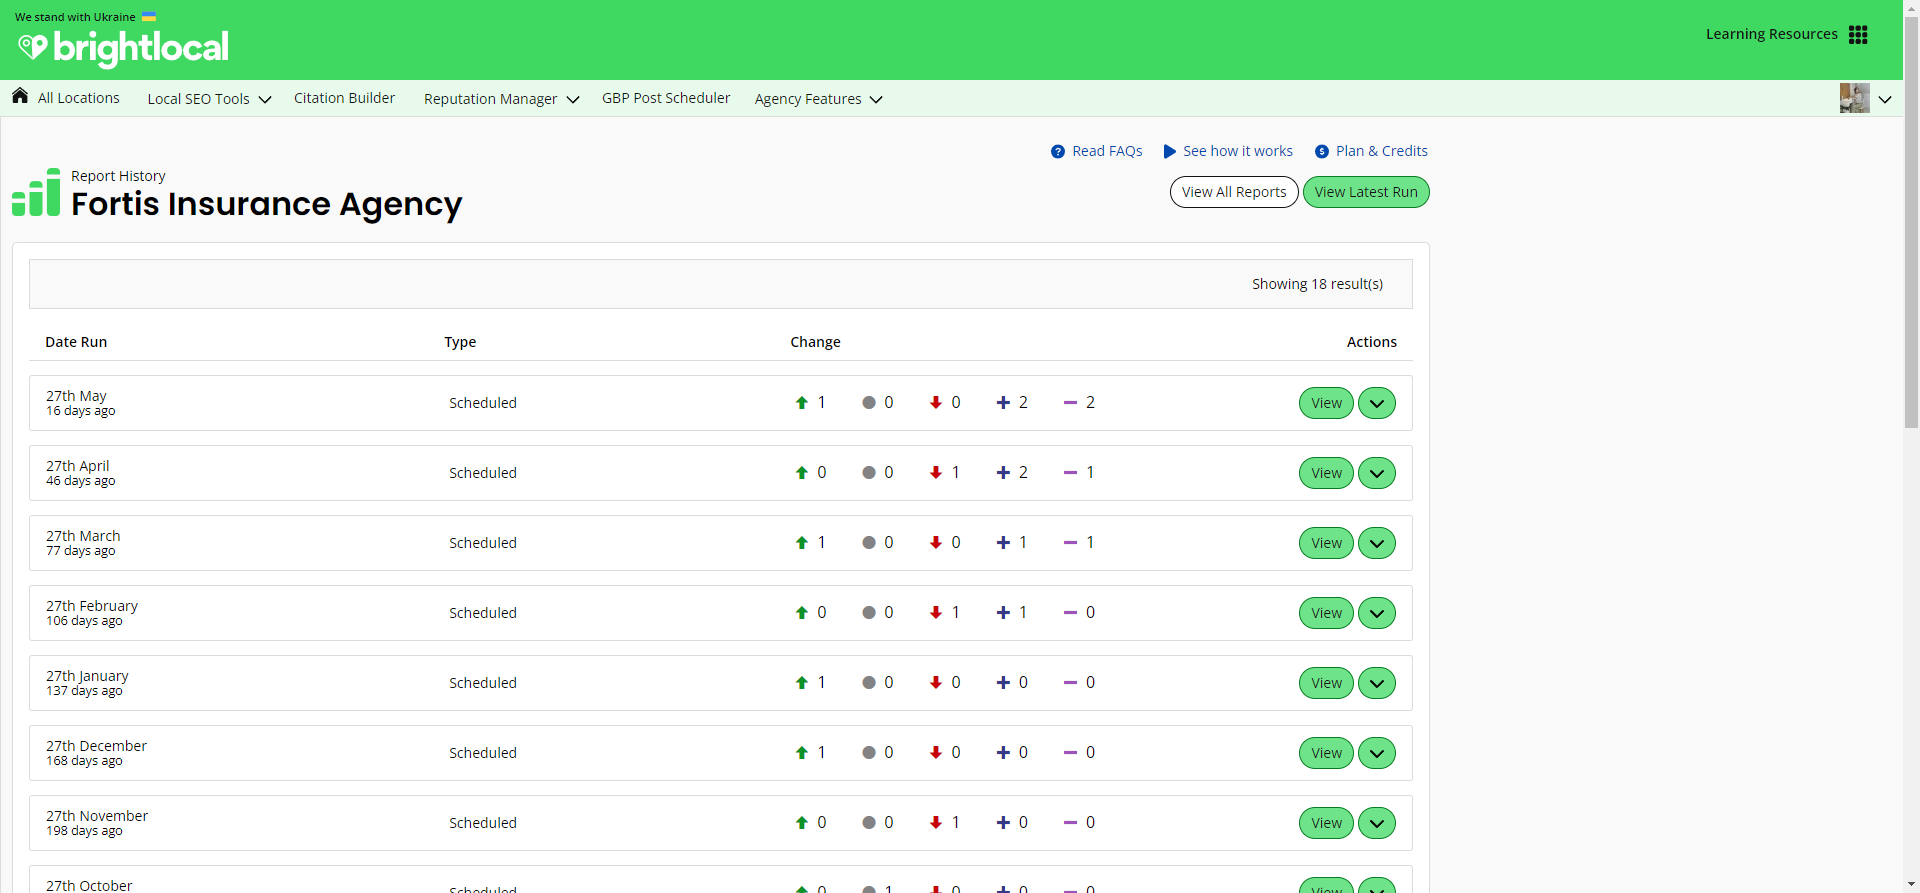 We stand with Ukraine
brightlocal
Learning Resources
All Locations Local SEO Tools Citation Builder Reputation Manager GBP Post Scheduler Agency Features
Read FAQs See how it works Plan & Credits
Report History
Fortis Insurance Agency
View All Reports View Latest Run
Showing 18 result(s)
Date Run Type Change Actions
27th May
16 days ago
Scheduled 1 0 0 2 2 View
27th April
46 days ago
Scheduled 0 0 1 2 1 View
27th March
77 days ago
Scheduled 1 0 0 1 1 View
27th February
106 days ago
Scheduled 0 0 1 1 0 View
27th January
137 days ago
Scheduled 1 0 0 0 0 View
27th December
168 days ago
Scheduled 1 0 0 0 0 View
27th November
198 days ago
Scheduled 0 0 1 0 0 View
27th October
Scheduled 0 1 0 0 0 View